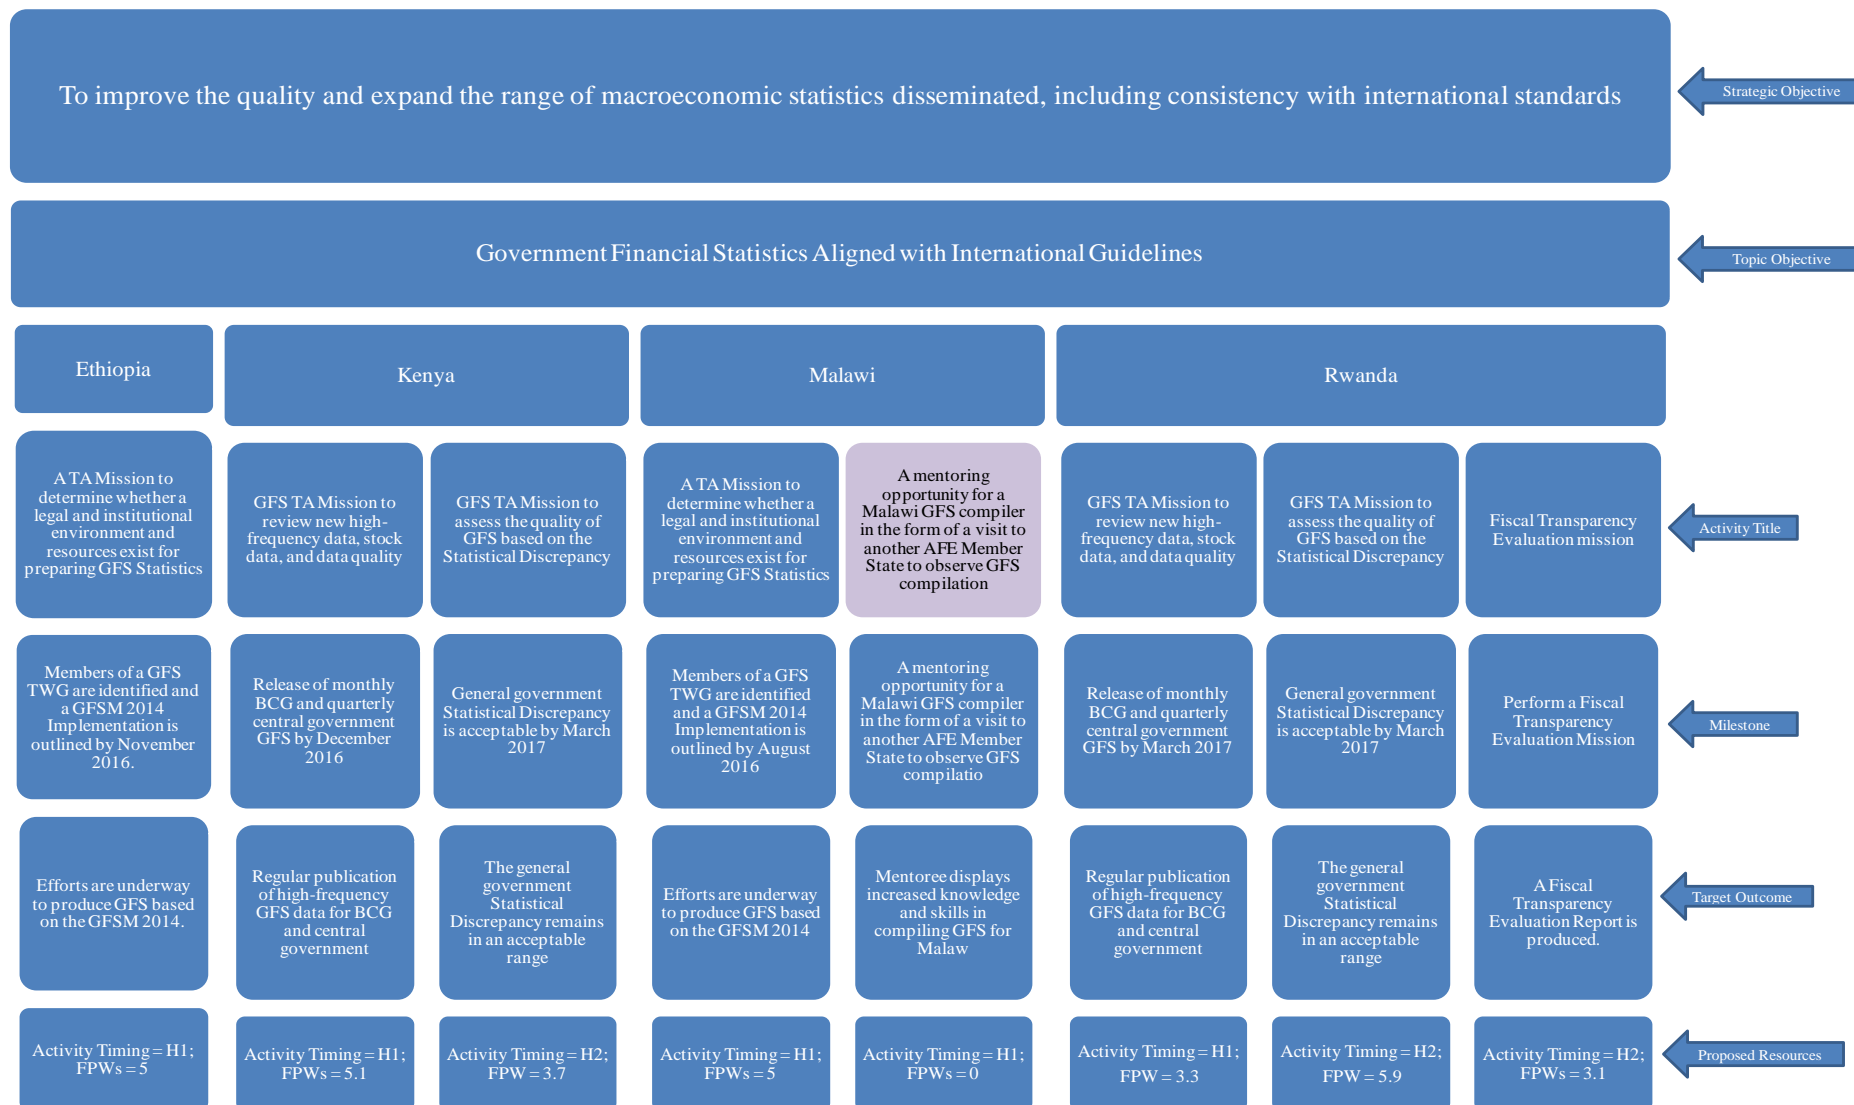 To improve the quality and expand the range of macroeconomic statistics disseminated, including consistency with international standards
Strategic Objective
Government Financial Statistics Aligned with International Guidelines
Topic Objective
Ethiopia
Kenya
Malawi
Rwanda
A TA Mission to
determine whether a
legal and institutional
environment and
resources exist for
preparing GFS Statistics
GFS TA Mission to
review new high-
frequency data, stock
data, and data quality
GFS TA Mission to
assess the quality of
GFS based on the
Statistical Discrepancy
A TA Mission to
determine whether a
legal and institutional
environment and
resources exist for
preparing GFS Statistics
A mentoring
opportunity for a
Malawi GFS compiler
in the form of a visit to
another AFE Member
State to observe GFS
compilation
GFS TA Mission to
review new high-
frequency data, stock
data, and data quality
GFS TA Mission to
assess the quality of
GFS based on the
Statistical Discrepancy
Fiscal Transparency
Evaluation mission
Activity Title
Members of a GFS
TWG are identified and
a GFSM 2014
Implementation is
outlined by November
2016.
Release of monthly
BCG and quarterly
central government
GFS by December
2016
General government
Statistical Discrepancy
is acceptable by March
2017
Members of a GFS
TWG are identified
and a GFSM 2014
Implementation is
outlined by August
2016
A mentoring
opportunity for a
Malawi GFS compiler
in the form of a visit to
another AFE Member
State to observe GFS
compilatio
Release of monthly
BCG and quarterly
central government
GFS by March 2017
General government
Statistical Discrepancy
is acceptable by March
2017
Perform a Fiscal
Transparency
Evaluation Mission
Milestone
Efforts are underway
to produce GFS based
on the GFSM 2014.
Regular publication
of high-frequency
GFS data for BCG
and central
government
The general
government
Statistical
Discrepancy remains
in an acceptable
range
Efforts are underway
to produce GFS based
on the GFSM 2014
Mentoree displays
increased knowledge
and skills in
compiling GFS for
Malaw
Regular publication
of high-frequency
GFS data for BCG
and central
government
The general
government
Statistical
Discrepancy remains
in an acceptable
range
A Fiscal
Transparency
Evaluation Report is
produced.
Target Outcome
Activity Timing = H1;
FPWs = 5
Activity Timing = H1;
FPWs = 5.1
Activity Timing = H2;
FPW = 3.7
Activity Timing = H1;
FPWs = 5
Activity Timing = H1;
FPWs = 0
Activity Timing = H1;
FPW = 3.3
Activity Timing = H2;
FPW = 5.9
Activity Timing = H2;
FPWs = 3.1
Proposed Resources